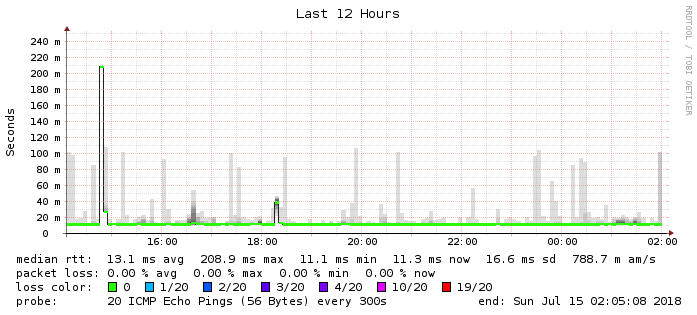 Last 12 Hours
RRDTOOL / TOBI OETIKER
Seconds
240 m
220 m
200 m
180 m
160 m
140 m
120 m
100 m
80 m
60 m
40 m
20 m
0
16:00 18:00 20:00 22:00 00:00 02:00
median rtt: 13.1 ms avg 208.9 ms max 11.1 ms min 11.3 ms now 16.6 ms sd 788.7 m am/s
packet loss: 0.00 % avg 0.00 % max 0.00 % min 0.00 % now
loss color: 0 1/20 2/20 3/20 4/20 10/20 19/20
probe: 20 ICMP Echo Pings (56 Bytes) every 300s end: Sun Jul 15 02:05:08 2018